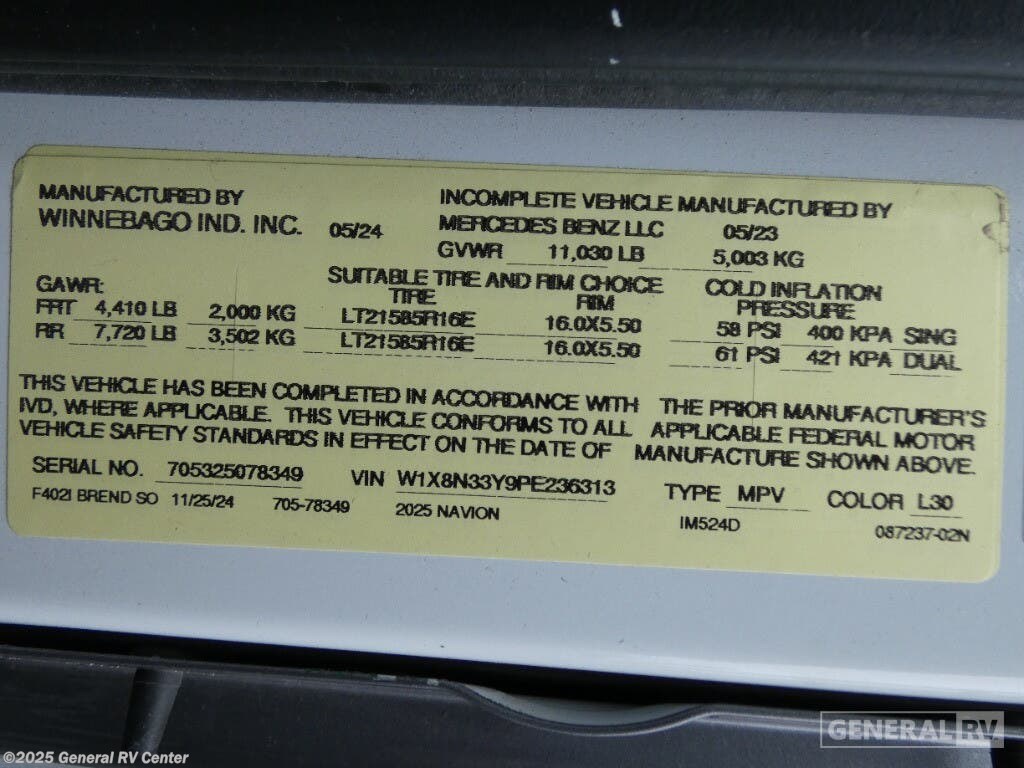 MANUFACTURED BY
WINNEBAGO IND. INC. 05/24
INCOMPLETE VEHICLE MANUFACTURED BY
MERCEDES BENZ LLC 05/23
GVWR 11,030 LB 5,003 KG
GAWR: SUITABLE TIRE AND RIM CHOICE COLD INFLATION
TIRE RIM PRESSURE
FRT 4,410 LB 2,000 KG LT21585R16E 16.0X5.50 58 PSI 400 KPA SING
RR 7,720 LB 3,502 KG LT21585R16E 16.0X5.50 61 PSI 421 KPA DUAL
THIS VEHICLE HAS BEEN COMPLETED IN ACCORDANCE WITH THE PRIOR MANUFACTURER'S
IVD, WHERE APPLICABLE. THIS VEHICLE CONFORMS TO ALL APPLICABLE FEDERAL MOTOR
VEHICLE SAFETY STANDARDS IN EFFECT ON THE DATE OF MANUFACTURE SHOWN ABOVE.
SERIAL NO. 705325078349 VIN W1X8N33Y9PE236313 TYPE MPV COLOR L30
F402I BREND SO 11/25/24 705-78349 2025 NAVION IM524D 087237-02N
GENERAL RV
©2025 General RV Center